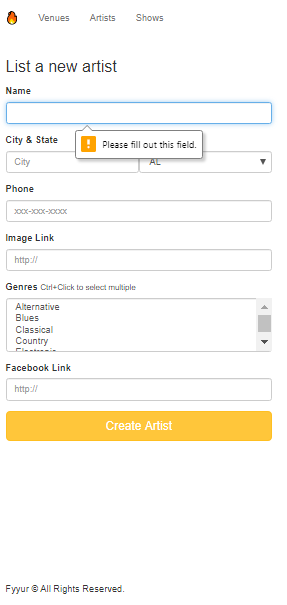 Venues Artists Shows
List a new artist
Name
Please fill out this field.
City & State
City AL
Phone
xxx-xxx-xxxx
Image Link
http://
Genres Ctrl+Click to select multiple
Alternative
Blues
Classical
Country
Electronic
Facebook Link
http://
Create Artist
Fyyur © All Rights Reserved.